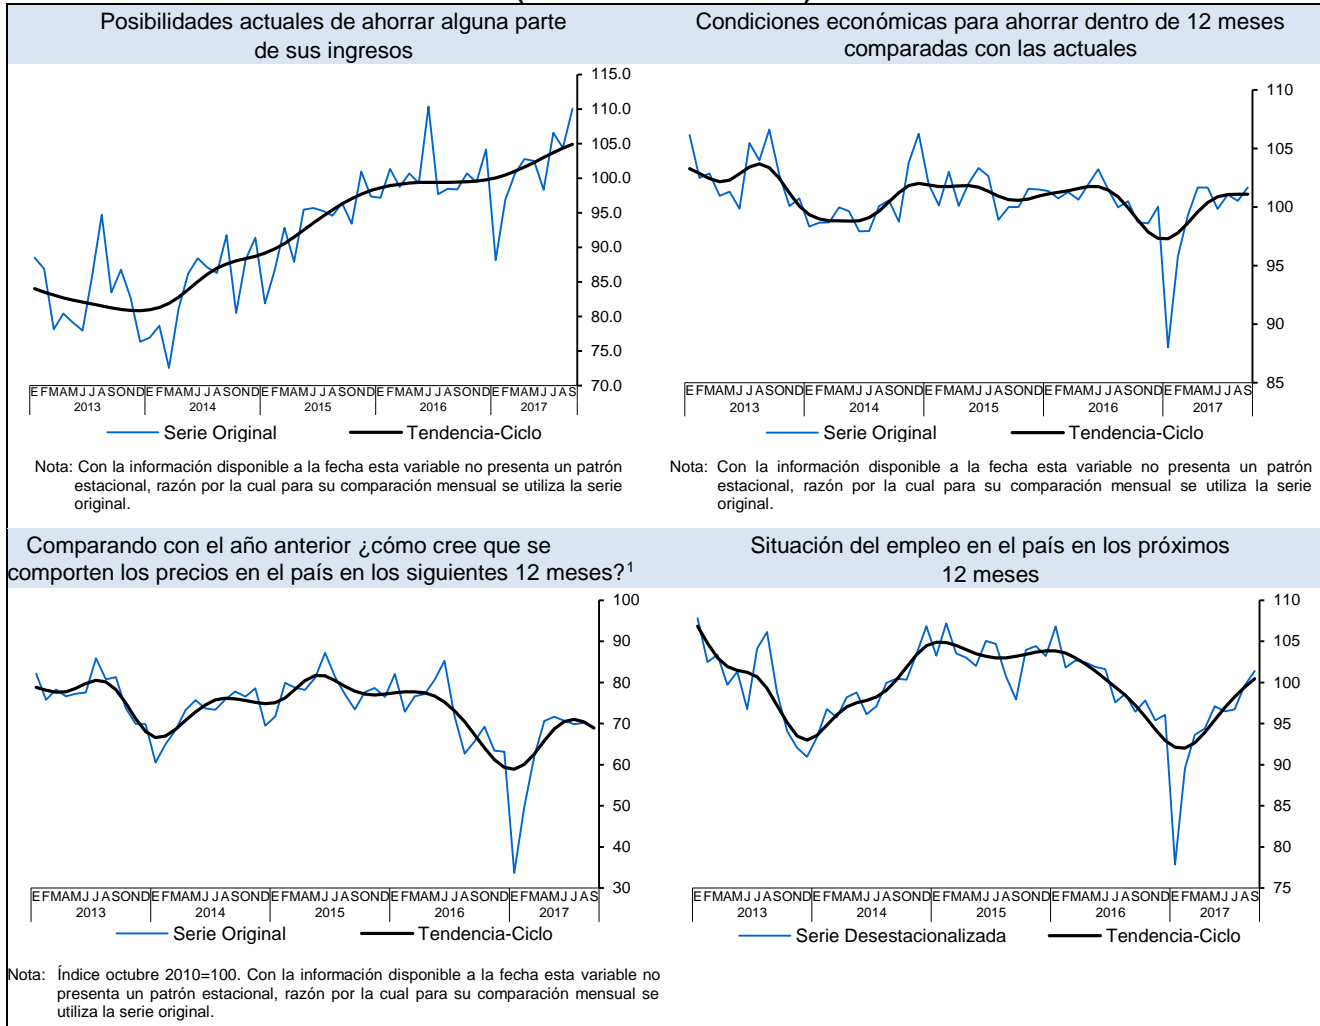 Posibilidades actuales de ahorrar alguna parte
de sus ingresos
115.0
110.0
105.0
100.0
95.0
90.0
85.0
80.0
75.0
70.0
E F M A M J J A S O N D E F M A M J J A S O N D E F M A M J J A S O N D E F M A M J J A S O N D E F M A M J J A S
2013 2014 2015 2016 2017
Serie Original Tendencia-Ciclo
Nota: Con la información disponible a la fecha esta variable no presenta un patrón
estacional, razón por la cual para su comparación mensual se utiliza la serie
original.
Condiciones económicas para ahorrar dentro de 12 meses
comparadas con las actuales
110
105
100
95
90
85
E F M A M J J A S O N D E F M A M J J A S O N D E F M A M J J A S O N D E F M A M J J A S O N D E F M A M J J A S
2013 2014 2015 2016 2017
Serie Original Tendencia-Ciclo
Nota: Con la información disponible a la fecha esta variable no presenta un patrón
estacional, razón por la cual para su comparación mensual se utiliza la serie
original.
Comparando con el año anterior ¿cómo cree que se
comporten los precios en el país en los siguientes 12 meses?¹
100
90
80
70
60
50
40
30
E F M A M J J A S O N D E F M A M J J A S O N D E F M A M J J A S O N D E F M A M J J A S O N D E F M A M J J A S
2013 2014 2015 2016 2017
Serie Original Tendencia-Ciclo
Nota: Índice octubre 2010=100. Con la información disponible a la fecha esta variable no
presenta un patrón estacional, razón por la cual para su comparación mensual se
utiliza la serie original.
Situación del empleo en el país en los próximos
12 meses
110
105
100
95
90
85
80
75
E F M A M J J A S O N D E F M A M J J A S O N D E F M A M J J A S O N D E F M A M J J A S O N D E F M A M J J A S
2013 2014 2015 2016 2017
Serie Desestacionalizada Tendencia-Ciclo